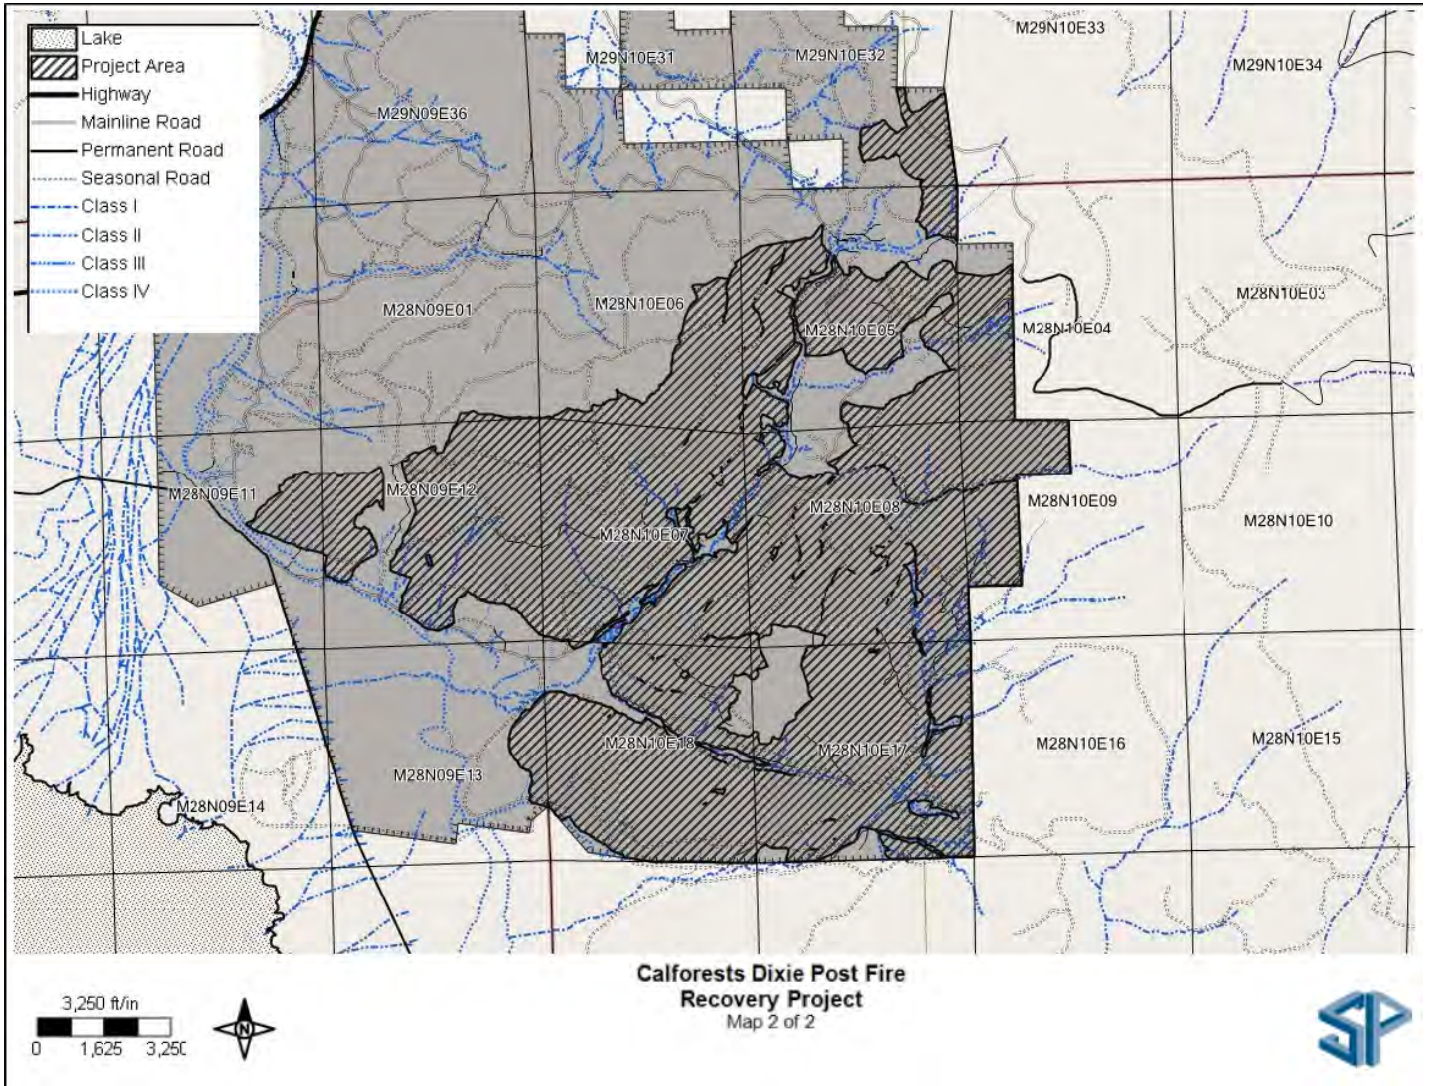 Lake
Project Area
Highway
Mainline Road
Permanent Road
Seasonal Road
Class I
Class II
Class III
Class IV
M29N10E33
M29N10E31
M29N10E32
M29N10E34
M29N09E36
M28N10E03
M28N10E06
M28N09E01
M28N10E05
M28N10E04
M28N09E11
M28N09E12
M28N10E09
M28N10E08
M28N10E10
M28N10E07
M28N10E15
M28N10E18
M28N10E16
M28N10E17
M28N09E13
M28N09E14
Calforests Dixie Post Fire
Recovery Project
Map 2 of 2
3,250 ft/in
0 1,625 3,250
N
SP